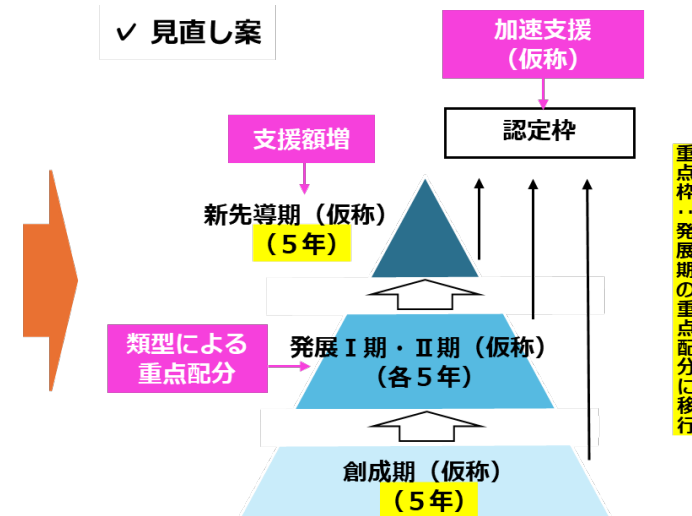 ✓ 見直し案
加速支援
（仮称）
認定枠
支援額増
新先導期（仮称）
（５年）
類型による
重点配分
発展Ⅰ期・Ⅱ期（仮称）
（各５年）
創成期（仮称）
（５年）
重点枠‥発展期の重点配分に移行